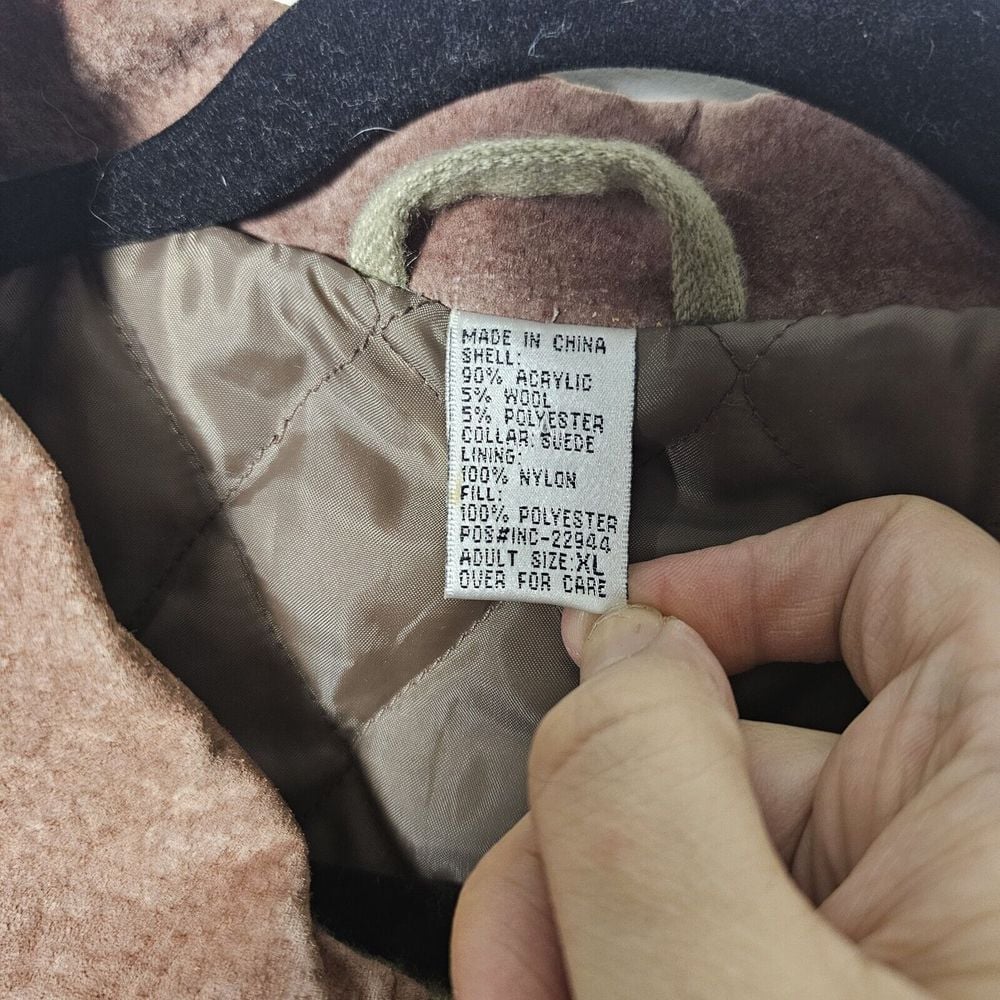 MADE IN CHINA
SHELL:
90% ACRYLIC
5% WOOL
5% POLYESTER
COLLAR: SUEDE
LINING:
100% NYLON
FILL:
100% POLYESTER
POS#INC-22944
ADULT SIZE:XL
OVER FOR CARE